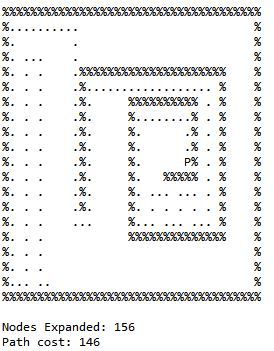 %%%%%%%%%%%%%%%%%%%%%%%%%%%%%%%%%%%%%
%..........                         %
%.        .                         %
%. ...    .                         %
%. . .    .%%%%%%%%%%%%%%%%%%%%%    %
%. . .    .%.................. %    %
%. . .    .%.     %%%%%%%%%% . %    %
%. . .    .%.     %........% . %    %
%. . .    .%.     %.      .% . %    %
%. . .    .%.     %.      .% . %    %
%. . .    .%.     %.      P% . %    %
%. . .    .%.     %.   %%%%% . %    %
%. . .    .%.     %. ... ... . %    %
%. . .    .%.     %. . . . . . %    %
%. . .    ...     %... ... ... %    %
%. . .            %%%%%%%%%%%%%%    %
%. . .                              %
%. . .                              %
%... ..                             %
%%%%%%%%%%%%%%%%%%%%%%%%%%%%%%%%%%%%%
Nodes Expanded: 156
Path cost: 146